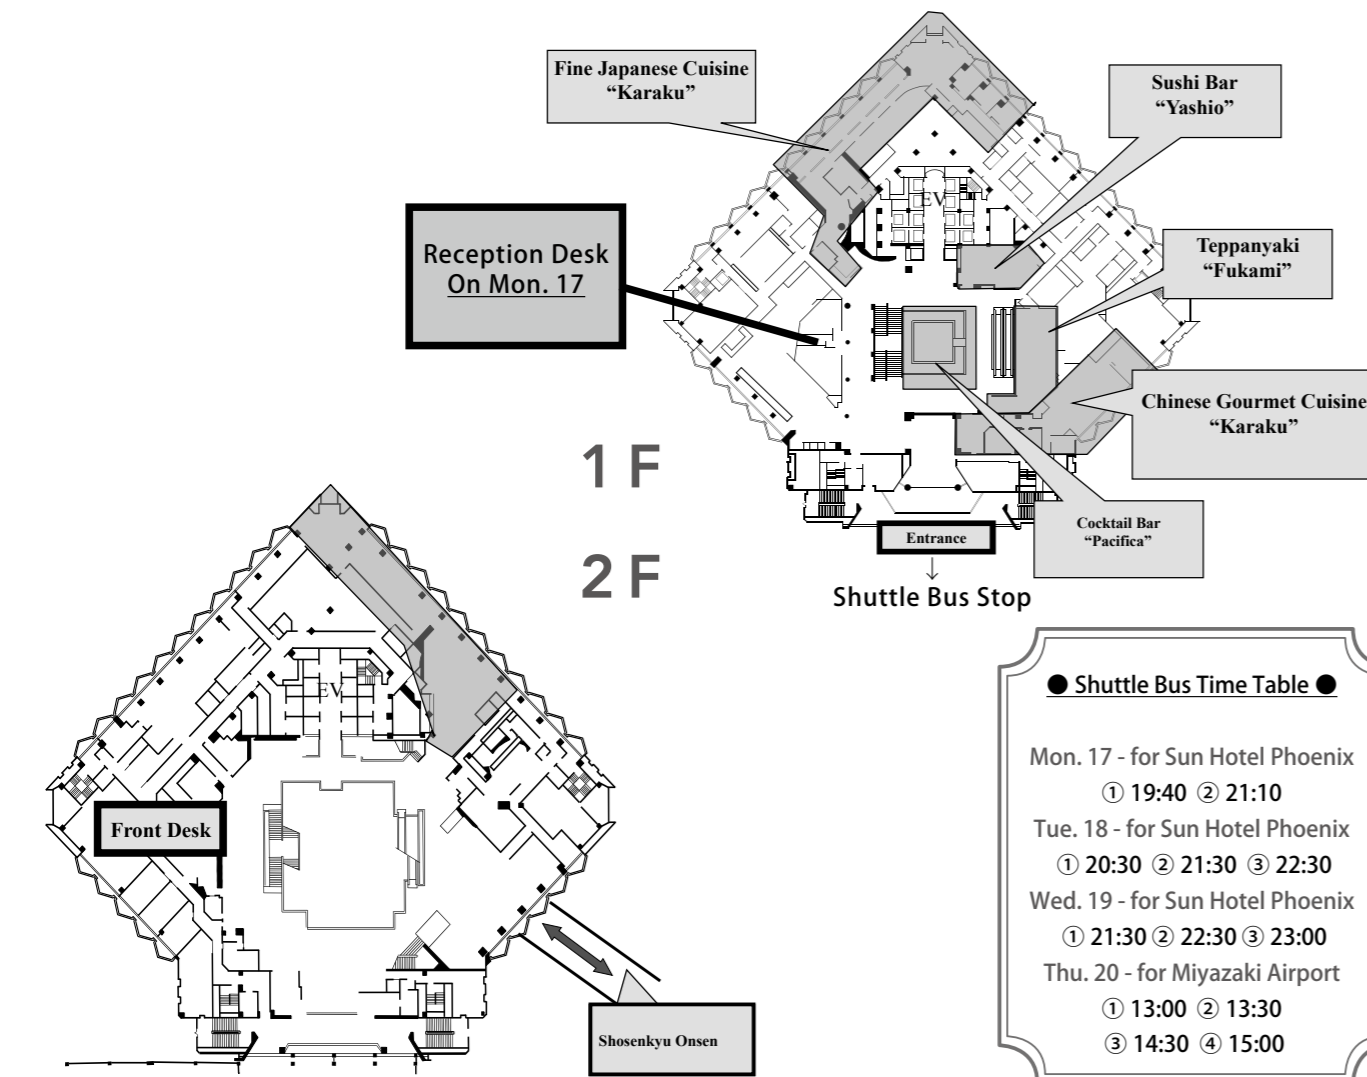 Fine Japanese Cuisine
“Karaku”
Sushi Bar
“Yashio”
EV
Reception Desk
On Mon. 17
Teppanyaki
“Fukami”
Chinese Gourmet Cuisine
“Karaku”
1 F
Cocktail Bar
“Pacifica”
Entrance
↓
Shuttle Bus Stop
2 F
EV
Front Desk
Shosenkyu Onsen
● Shuttle Bus Time Table ●
Mon. 17 - for Sun Hotel Phoenix
① 19:40 ② 21:10
Tue. 18 - for Sun Hotel Phoenix
① 20:30 ② 21:30 ③ 22:30
Wed. 19 - for Sun Hotel Phoenix
① 21:30 ② 22:30 ③ 23:00
Thu. 20 - for Miyazaki Airport
① 13:00 ② 13:30
③ 14:30 ④ 15:00